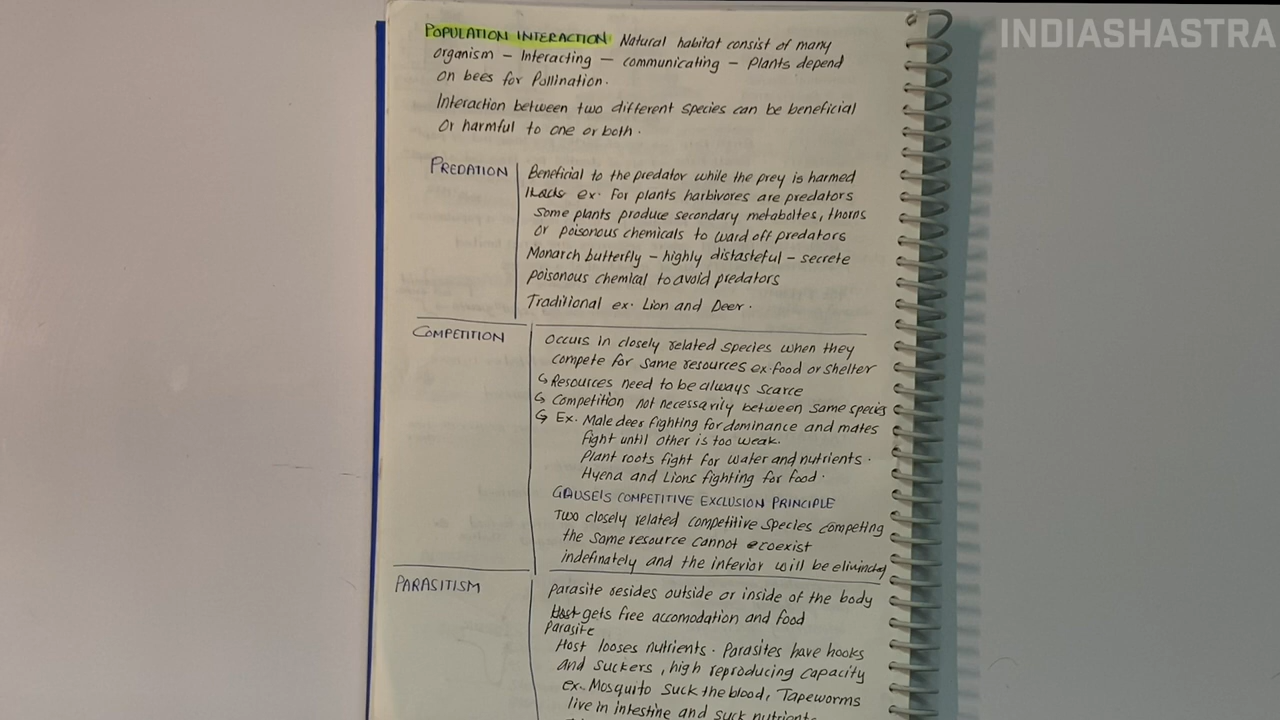 INDIASHASTRA
POPULATION INTERACTION Natural habitat consist of many
organism – Interacting – communicating – Plants depend
on bees for Pollination.
Interaction between two different species can be beneficial
or harmful to one or both.
PREDATION
Beneficial to the predator while the prey is harmed
ex. For plants harbivores are predators
Some plants produce secondary metaboltes, thorns
or poisonous chemicals to ward off predators
Monarch butterfly – highly distasteful – secrete
poisonous chemical to avoid predators
Traditional ex. Lion and Deer.
COMPETITION
occurs in closely related species when they
compete for same resources ex. food or shelter
↳ Resources need to be always scarce
↳ Competition not necessarily between same species
↳ Ex. Male deer fighting for dominance and mates
fight until other is too weak.
Plant roots fight for water and nutrients.
Hyena and Lions fighting for food.
GAUSE'S COMPETITIVE EXCLUSION PRINCIPLE
Two closely related competitive species competing
the same resource cannot coexist
indefinately and the inferior will be
PARASITISM
parasite resides outside or inside of the body
Host gets free accomodation and food
Parasite
Host looses nutrients. Parasites have hooks
and suckers, high reproducing capacity
ex. Mosquito suck the blood, Tapeworms
live in intestine and suck nutrients